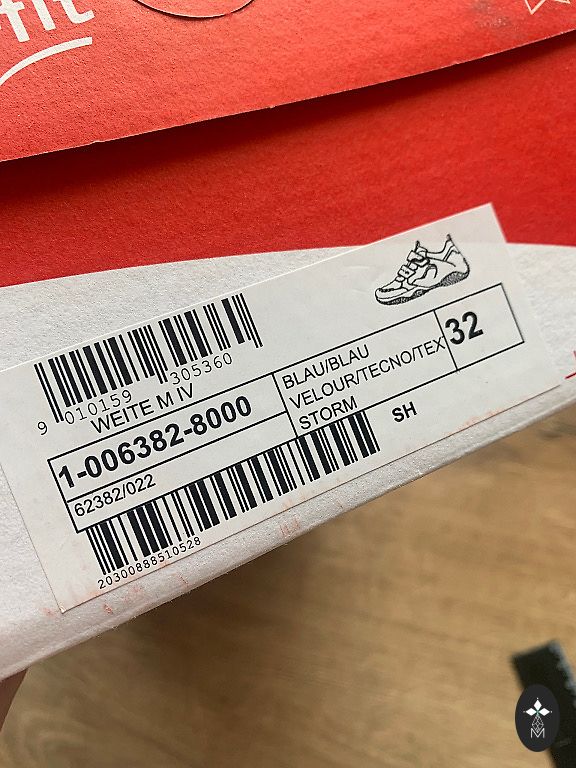 fit
9 010159 305360
WEITE M IV
1-006382-8000
62382/022
BLAU/BLAU
VELOUR/TECNO/TEX
STORM
32
SH
20300888510528
M